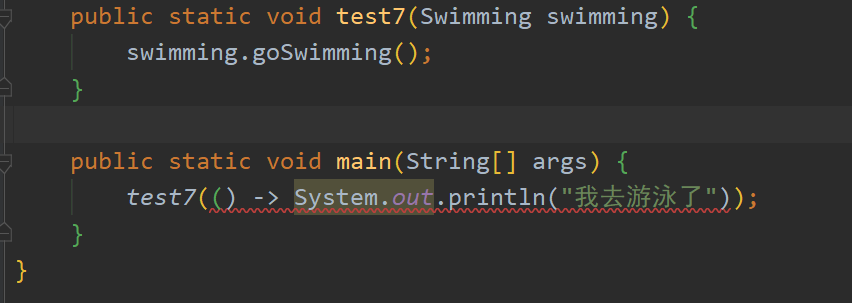 public static void test7(Swimming swimming) {
swimming.goSwimming();
}
public static void main(String[] args) {
test7(() -> System.out.println("我去游泳了"));
}
}